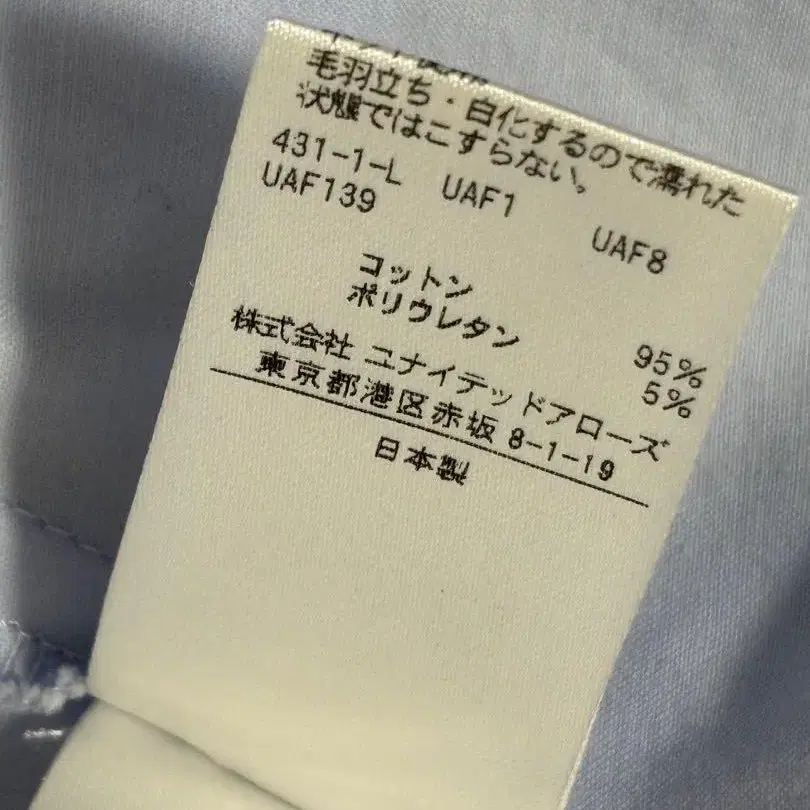 毛羽立ち・白化するので濡れた
状態ではこすらない。
431-1-L UAF1 UAF8
UAF139
コットン 95%
ポリウレタン 5%
株式会社 ユナイテッドアローズ
東京都港区赤坂 8-1-19
日本製